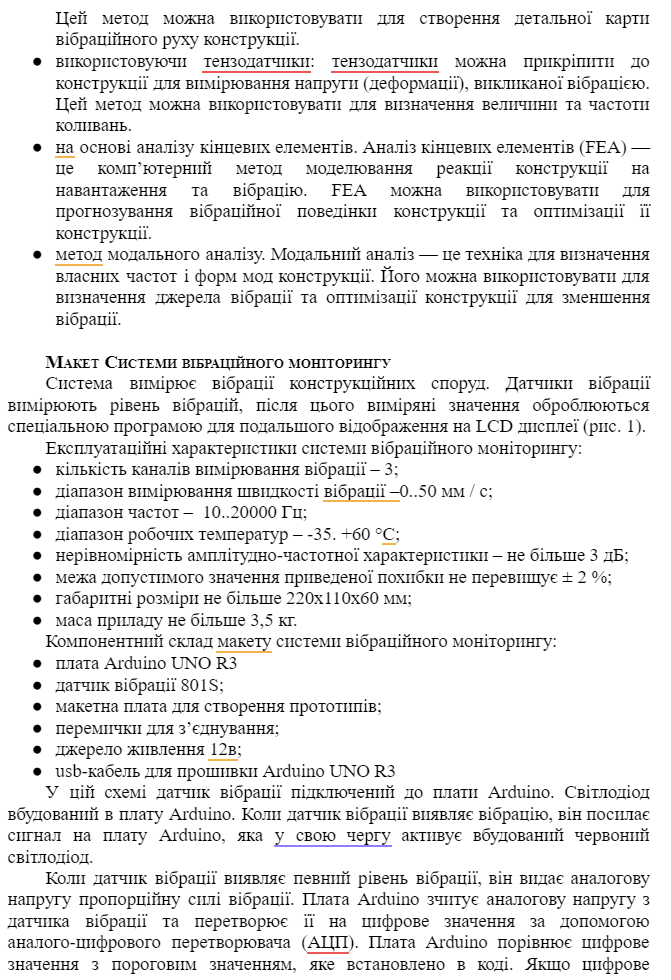 Цей метод можна використовувати для створення детальної карти
вібраційного руху конструкції.
● використовуючи тензодатчики: тензодатчики можна прикріпити до
конструкції для вимірювання напруги (деформації), викликаної вібрацією.
Цей метод можна використовувати для визначення величини та частоти
коливань.
● на основі аналізу кінцевих елементів. Аналіз кінцевих елементів (FEA) —
це комп’ютерний метод моделювання реакції конструкції на
навантаження та вібрацію. FEA можна використовувати для
прогнозування вібраційної поведінки конструкції та оптимізації її
конструкції.
● метод модального аналізу. Модальний аналіз — це техніка для визначення
власних частот і форм мод конструкції. Його можна використовувати для
визначення джерела вібрації та оптимізації конструкції для зменшення
вібрації.
Макет Системи вібраційного моніторингу
Система вимірює вібрації конструкційних споруд. Датчики вібрації
вимірюють рівень вібрацій, після цього виміряні значення оброблюються
спеціальною програмою для подальшого відображення на LCD дисплеї (рис. 1).
Експлуатаційні характеристики системи вібраційного моніторингу:
● кількість каналів вимірювання вібрації – 3;
● діапазон вимірювання швидкості вібрації –0..50 мм / с;
● діапазон частот – 10..20000 Гц;
● діапазон робочих температур – -35. +60 °С;
● нерівномірність амплітудно-частотної характеристики – не більше 3 дБ;
● межа допустимого значення приведеної похибки не перевищує ± 2 %;
● габаритні розміри не більше 220х110х60 мм;
● маса приладу не більше 3,5 кг.
Компонентний склад макету системи вібраційного моніторингу:
● плата Arduino UNO R3
● датчик вібрації 801S;
● макетна плата для створення прототипів;
● перемички для з’єднування;
● джерело живлення 12в;
● usb-кабель для прошивки Arduino UNO R3
У цій схемі датчик вібрації підключений до плати Arduino. Світлодіод
вбудований в плату Arduino. Коли датчик вібрації виявляє вібрацію, він посилає
сигнал на плату Arduino, яка у свою чергу активує вбудований червоний
світлодіод.
Коли датчик вібрації виявляє певний рівень вібрації, він видає аналогову
напругу пропорційну силі вібрації. Плата Arduino зчитує аналогову напругу з
датчика вібрації та перетворює її на цифрове значення за допомогою
аналого-цифрового перетворювача (АЦП). Плата Arduino порівнює цифрове
значення з пороговим значенням, яке встановлено в коді. Якщо цифрове